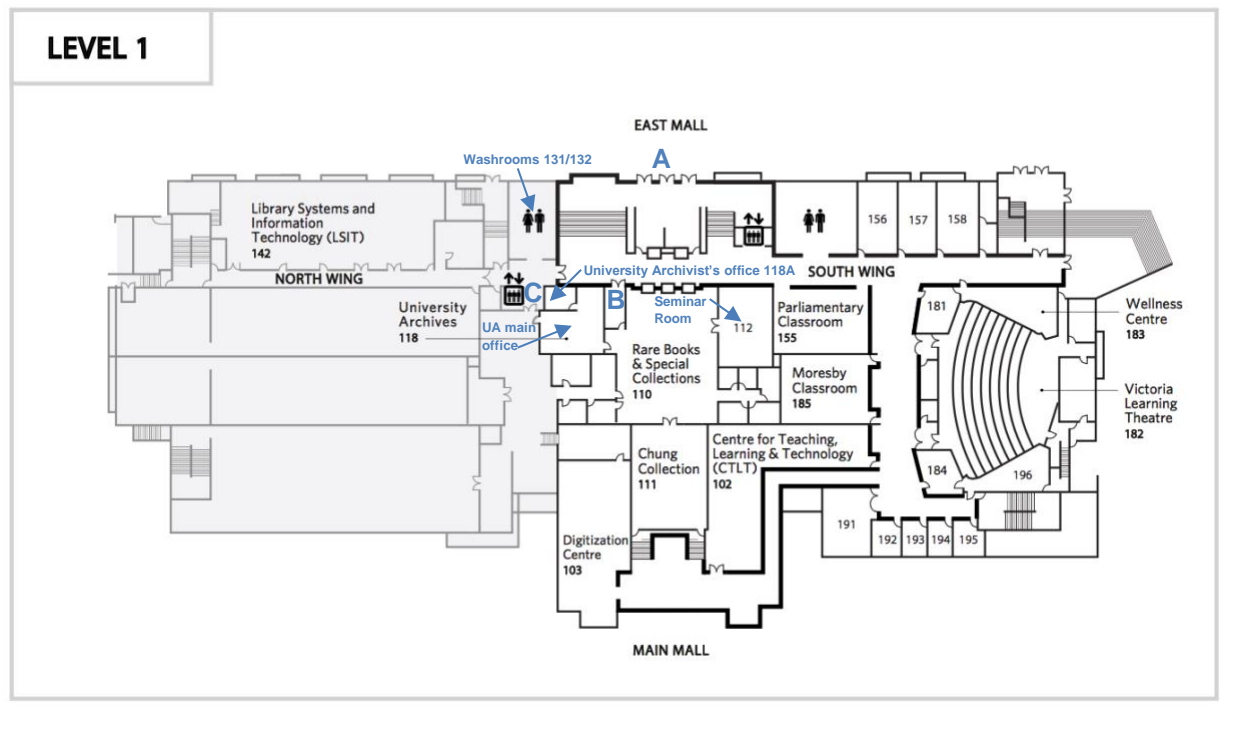 LEVEL 1
EAST MALL
A
Washrooms 131/132
Library Systems and
Information
Technology (LSIT)
142
156
157
158
NORTH WING
University Archivist's office 118A
SOUTH WING
C
B
Seminar
Room
University
Archives
118
UA main
office
112
Parliamentary
Classroom
155
181
Wellness
Centre
183
Rare Books
& Special
Collections
110
Moresby
Classroom
185
Victoria
Learning
Theatre
182
Chung
Collection
111
Centre for Teaching,
Learning & Technology
(CTLT)
102
184
196
Digitization
Centre
103
191
192
193
194
195
MAIN MALL